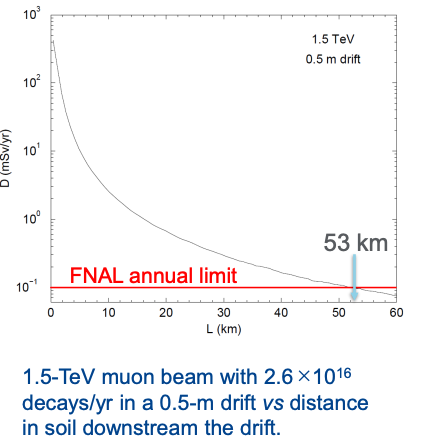 10³
1.5 TeV
0.5 m drift
10²
10¹
D (mSv/yr)
10⁰
53 km
FNAL annual limit
10⁻¹
0 10 20 30 40 50 60
L (km)
1.5-TeV muon beam with 2.6 ×10¹⁶
decays/yr in a 0.5-m drift vs distance
in soil downstream the drift.